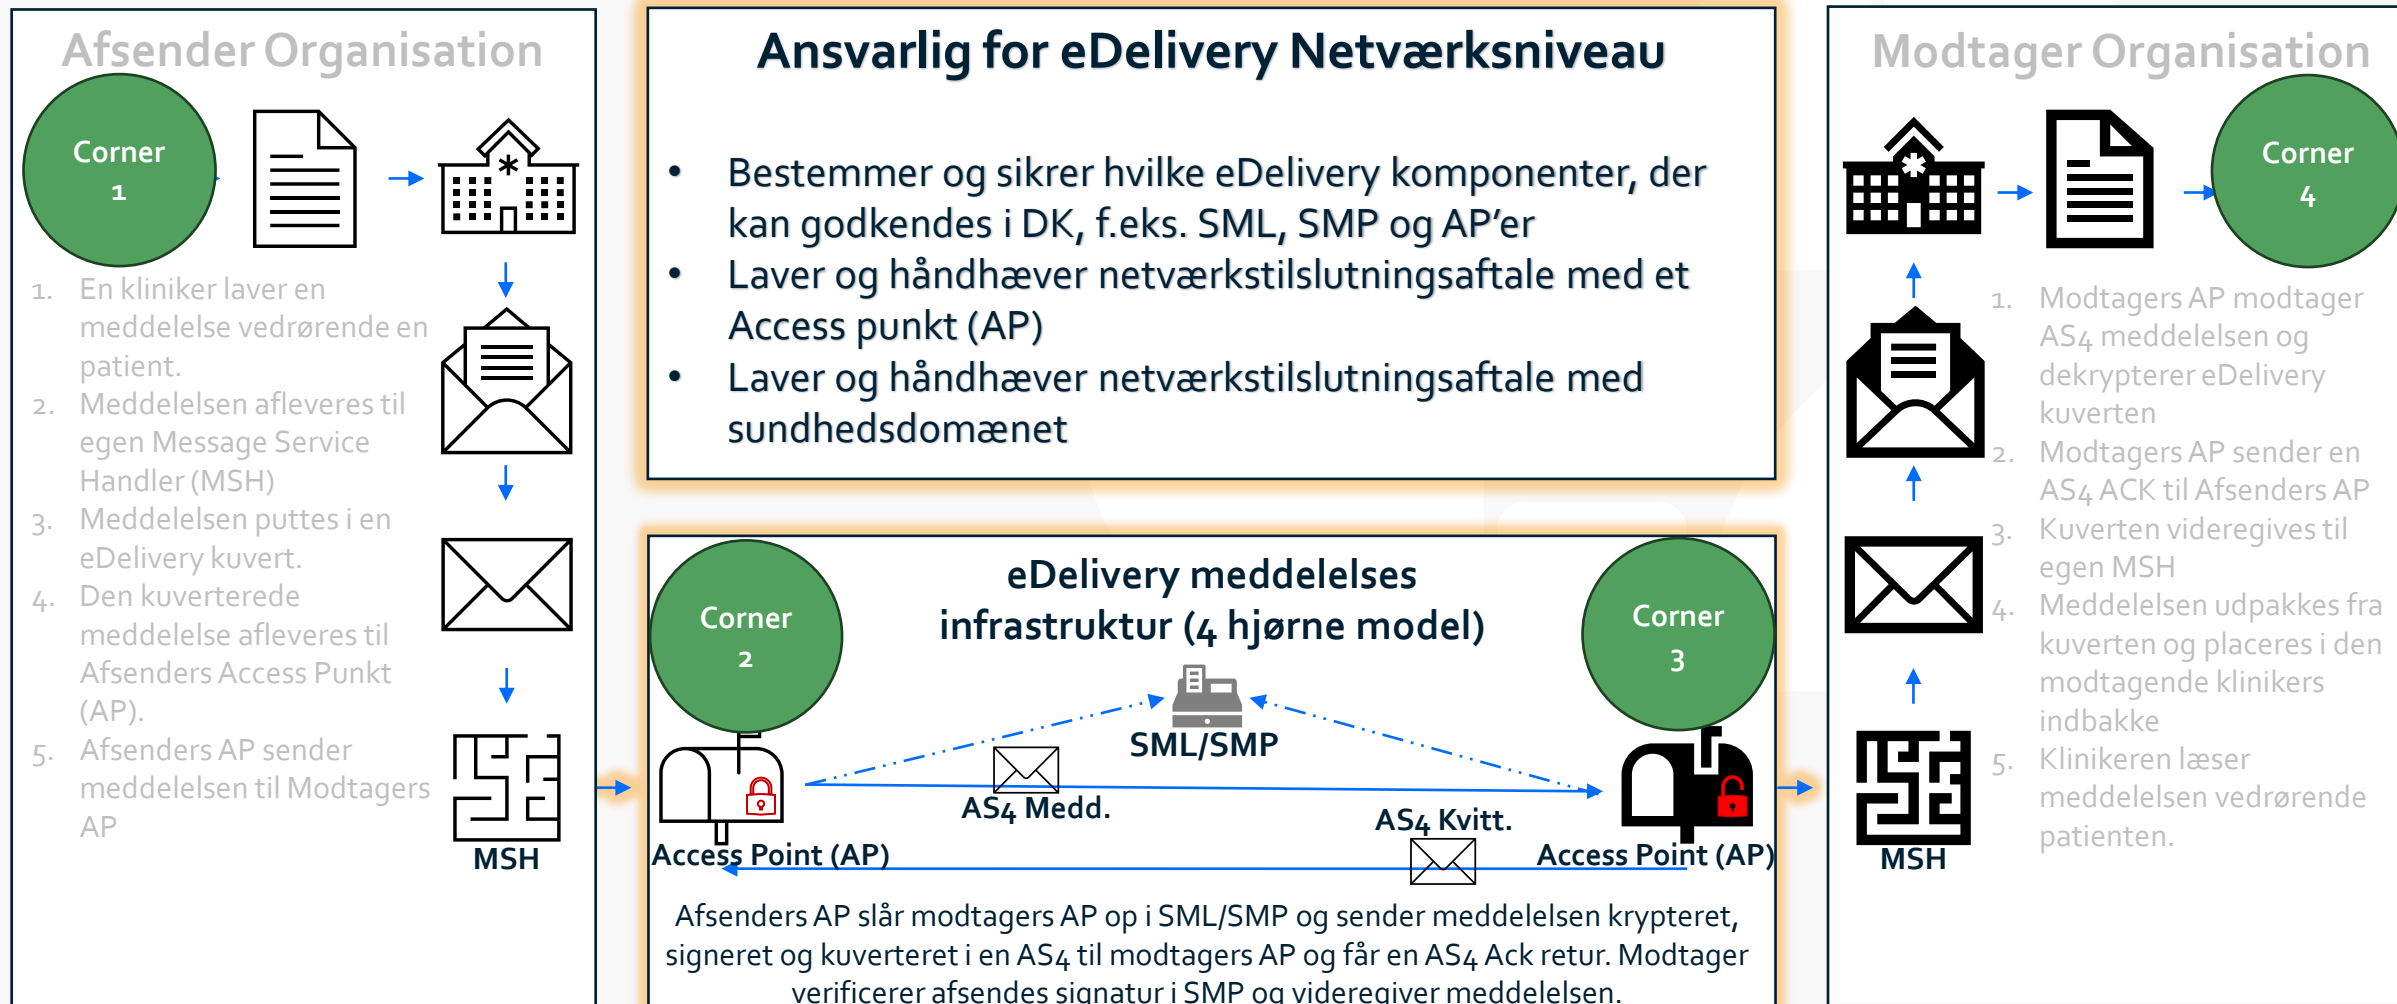 Afsender Organisation
Corner
1
1. En kliniker laver en
meddelelse vedrørende en
patient.
2. Meddelelsen afleveres til
egen Message Service
Handler (MSH)
3. Meddelelsen puttes i en
eDelivery kuvert.
4. Den kuverterede
meddelelse afleveres til
Afsenders Access Punkt
(AP).
5. Afsenders AP sender
meddelelsen til Modtagers
AP
MSH
Ansvarlig for eDelivery Netværksniveau
• Bestemmer og sikrer hvilke eDelivery komponenter, der
kan godkendes i DK, f.eks. SML, SMP og AP’er
• Laver og håndhæver netværkstilslutningsaftale med et
Access punkt (AP)
• Laver og håndhæver netværkstilslutningsaftale med
sundhedsdomænet
Corner
2
eDelivery meddelelses
infrastruktur (4 hjørne model)
Corner
3
SML/SMP
AS4 Medd.
AS4 Kvitt.
Access Point (AP)
Access Point (AP)
Afsenders AP slår modtagers AP op i SML/SMP og sender meddelelsen krypteret,
signeret og kuverteret i en AS4 til modtagers AP og får en AS4 Ack retur. Modtager
verificerer afsendes signatur i SMP og videregiver meddelelsen.
Modtager Organisation
Corner
4
1. Modtagers AP modtager
AS4 meddelelsen og
dekrypterer eDelivery
kuverten
2. Modtagers AP sender en
AS4 ACK til Afsenders AP
3. Kuverten videregives til
egen MSH
4. Meddelelsen udpakkes fra
kuverten og placeres i den
modtagende klinikers
indbakke
5. Klinikeren læser
meddelelsen vedrørende
patienten.
MSH